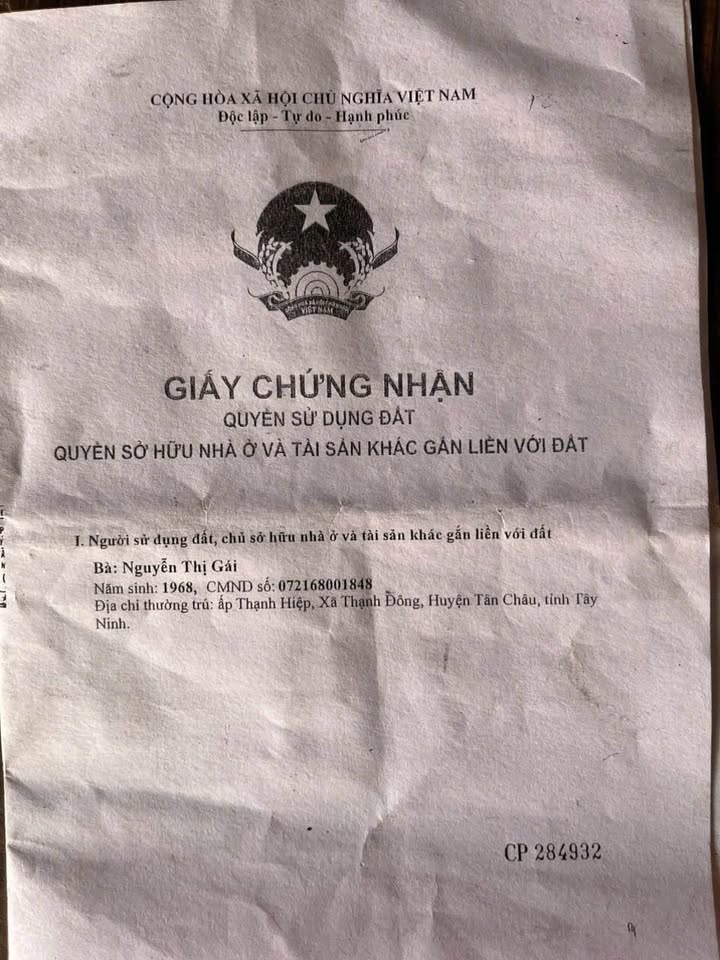 CỘNG HÒA XÃ HỘI CHỦ NGHĨA VIỆT NAM
Độc lập - Tự do - Hạnh phúc
VIỆT NAM
GIẤY CHỨNG NHẬN
QUYỀN SỬ DỤNG ĐẤT
QUYỀN SỞ HỮU NHÀ Ở VÀ TÀI SẢN KHÁC GẮN LIỀN VỚI ĐẤT
I. Người sử dụng đất, chủ sở hữu nhà ở và tài sản khác gắn liền với đất
Bà: Nguyễn Thị Gái
Năm sinh: 1968, CMND số: 072168001848
Địa chỉ thường trú: ấp Thạnh Hiệp, Xã Thạnh Đông, Huyện Tân Châu, tỉnh Tây
Ninh.
CP 284932